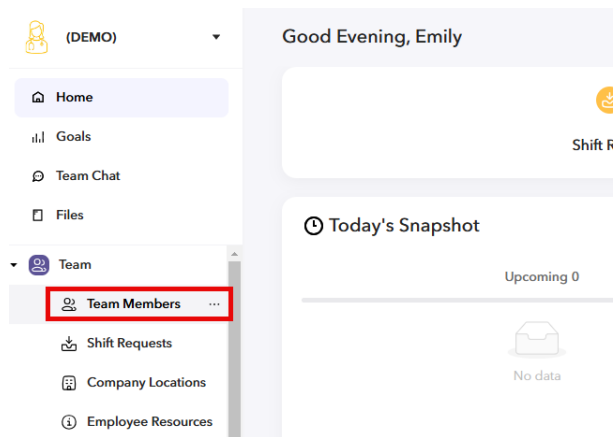 (DEMO)
Good Evening, Emily
Home
Goals
Team Chat
Files
Shift R
Today's Snapshot
Team
Upcoming 0
Team Members
Shift Requests
No data
Company Locations
Employee Resources